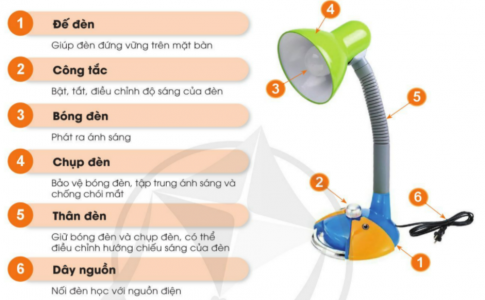 1 Đế đèn
Giúp đèn đứng vững trên mặt bàn
2 Công tắc
Bật, tắt, điều chỉnh độ sáng của đèn
3 Bóng đèn
Phát ra ánh sáng
4 Chụp đèn
Bảo vệ bóng đèn, tập trung ánh sáng và
chống chói mắt
5 Thân đèn
Giữ bóng đèn và chụp đèn, có thể
điều chỉnh hướng chiếu sáng của đèn
6 Dây nguồn
Nối đèn học với nguồn điện
4
3
5
2
6
1